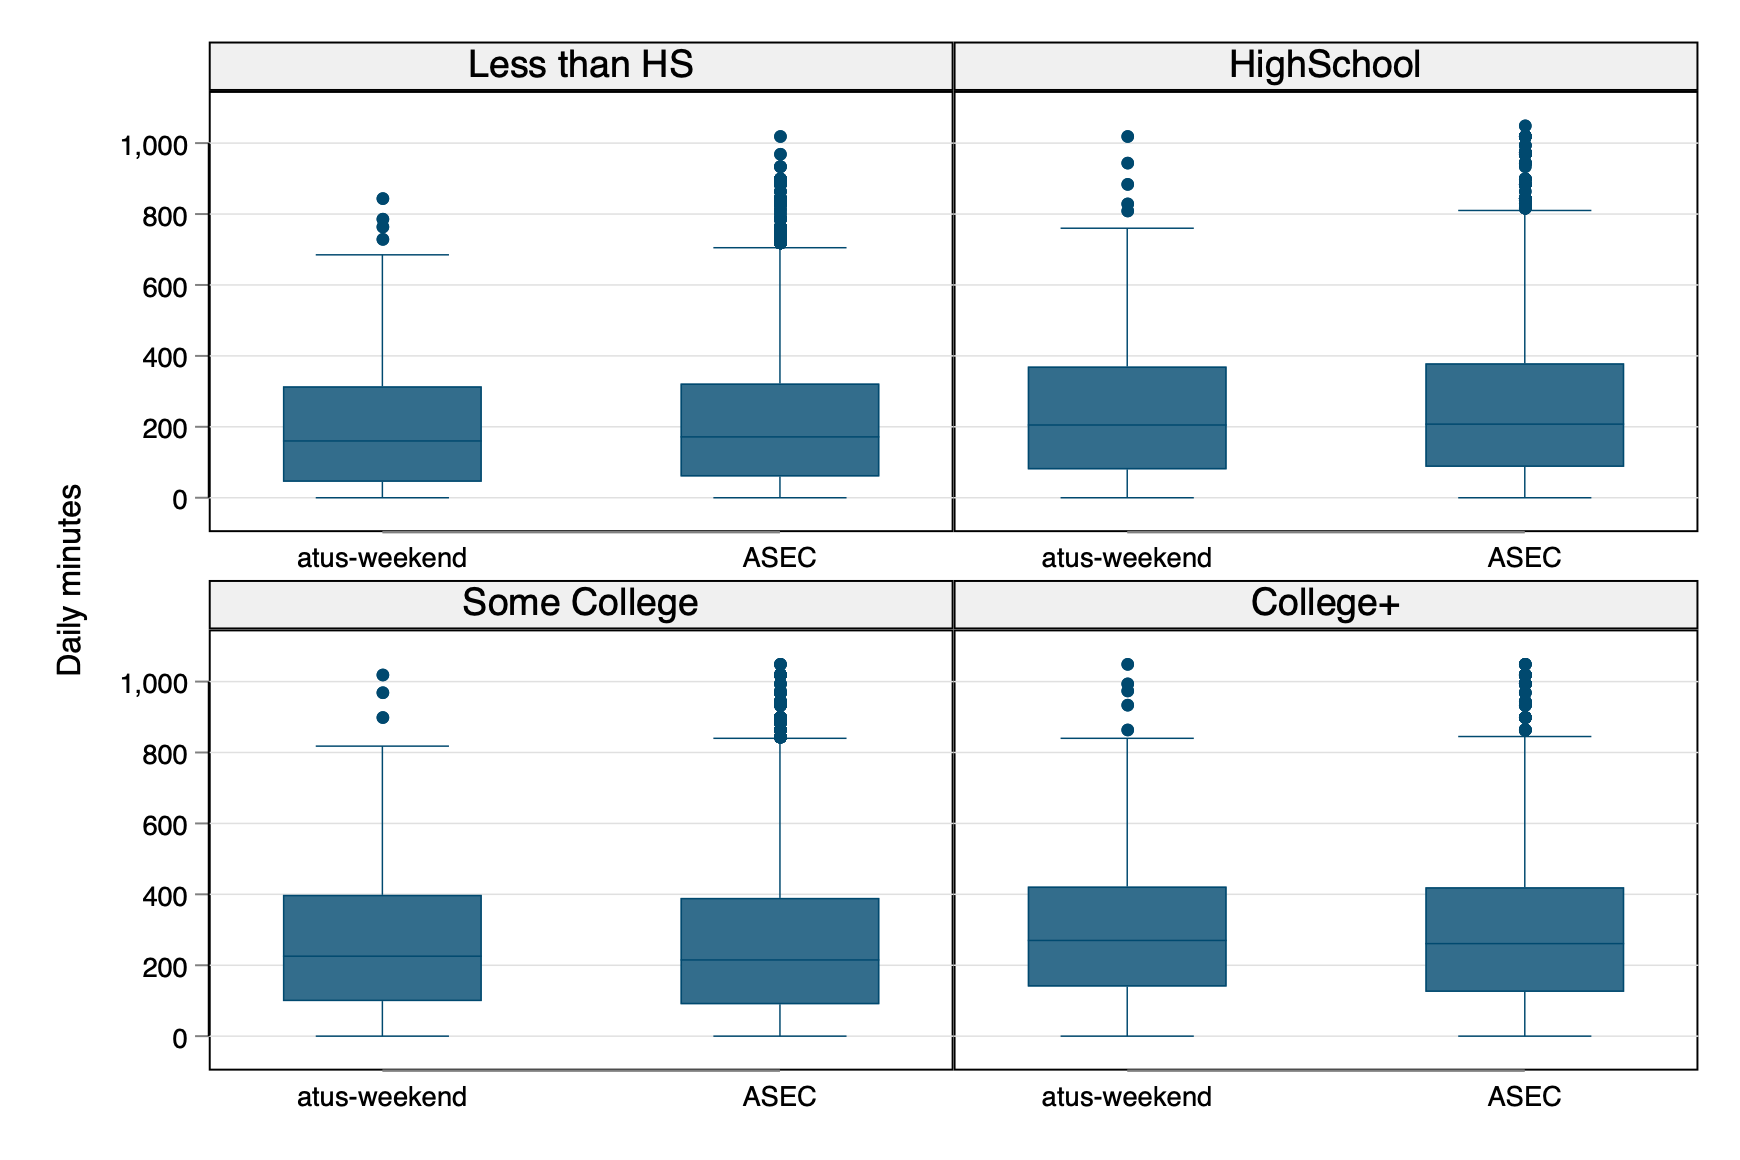 Less than HS
HighSchool
1,000
800
600
400
200
0
atus-weekend
ASEC
atus-weekend
ASEC
Daily minutes
Some College
College+
1,000
800
600
400
200
0
atus-weekend
ASEC
atus-weekend
ASEC